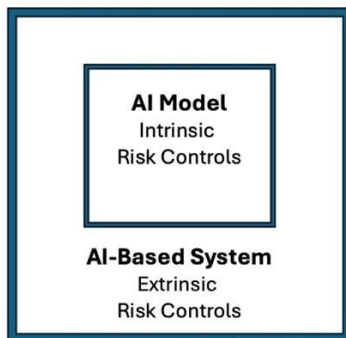 AI Model
Intrinsic
Risk Controls
AI-Based System
Extrinsic
Risk Controls